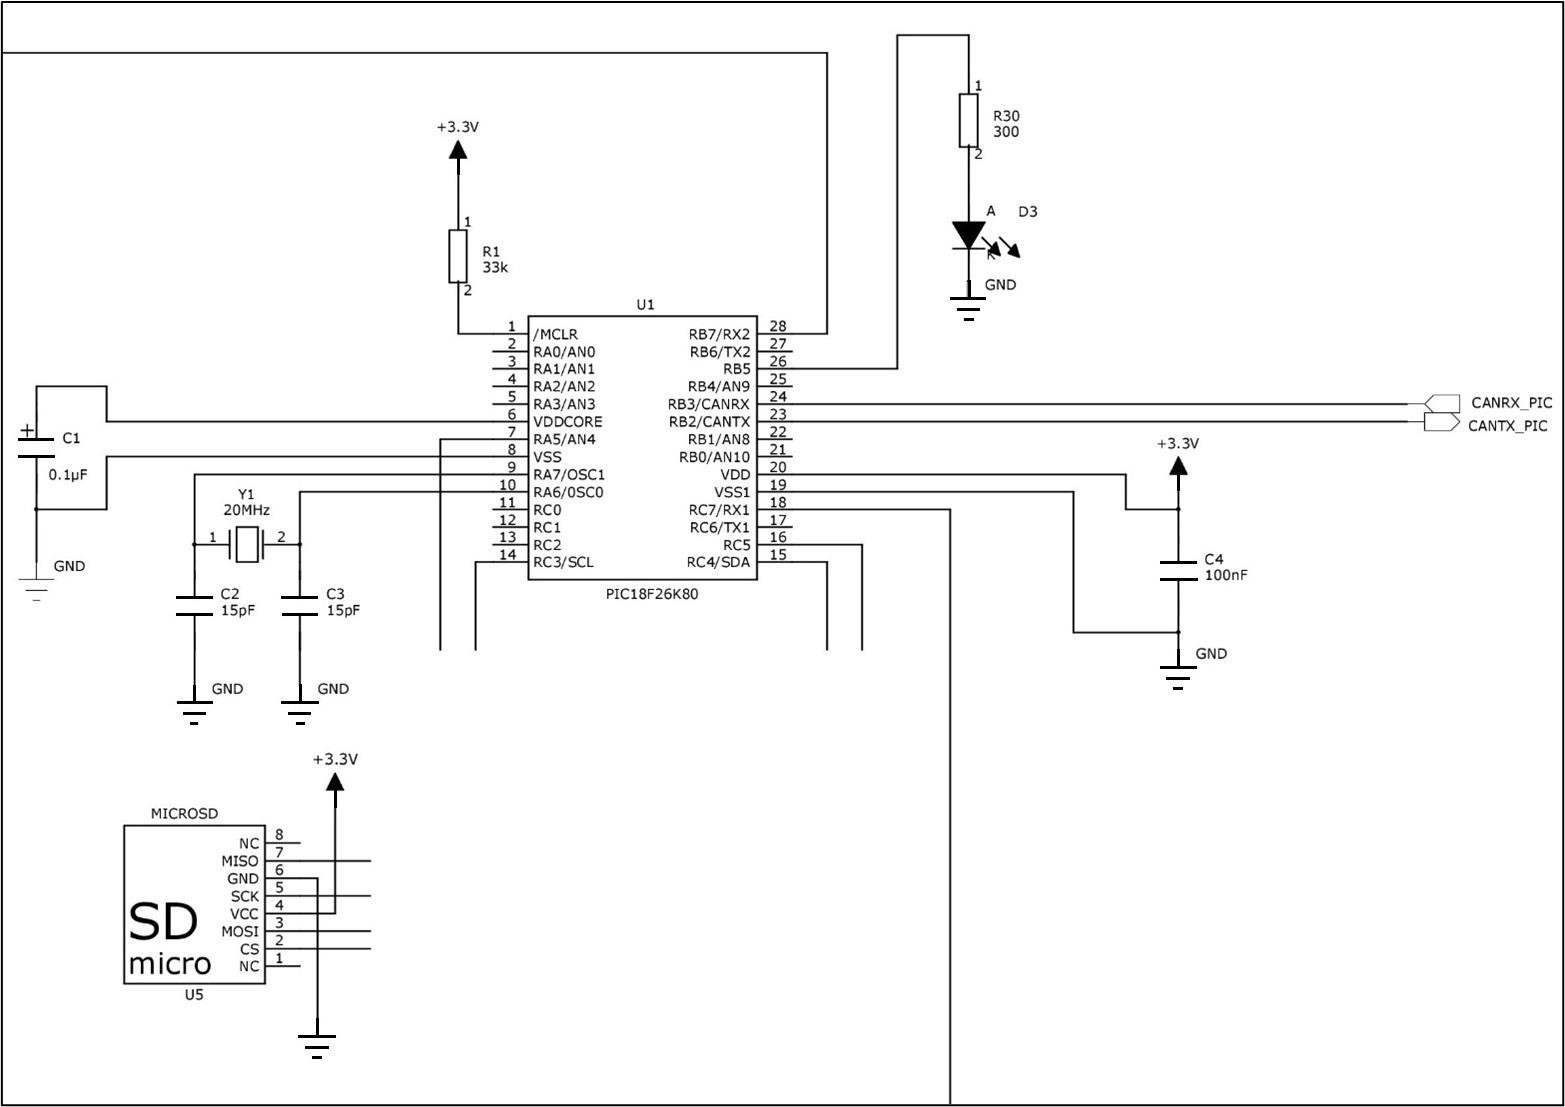 +3.3V
1
R1
33k
2
1
R30
300
2
A
D3
K
GND
U1
1
/MCLR
2
RA0/AN0
3
RA1/AN1
4
RA2/AN2
5
RA3/AN3
6
VDDCORE
7
RA5/AN4
8
VSS
9
RA7/OSC1
10
RA6/OSC0
11
RC0
12
RC1
13
RC2
14
RC3/SCL
RB7/RX2
28
RB6/TX2
27
RB5
26
RB4/AN9
25
RB3/CANRX
24
RB2/CANTX
23
RB1/AN8
22
RB0/AN10
21
VDD
20
VSS1
19
RC7/RX1
18
RC6/TX1
17
RC5
16
RC4/SDA
15
PIC18F26K80
+
C1
0.1µF
GND
Y1
20MHz
1
2
C2
15pF
C3
15pF
GND
GND
CANRX_PIC
CANTX_PIC
+3.3V
C4
100nF
GND
+3.3V
MICROSD
NC
8
MISO
7
GND
6
SCK
5
VCC
4
MOSI
3
CS
2
NC
1
SD
micro
U5